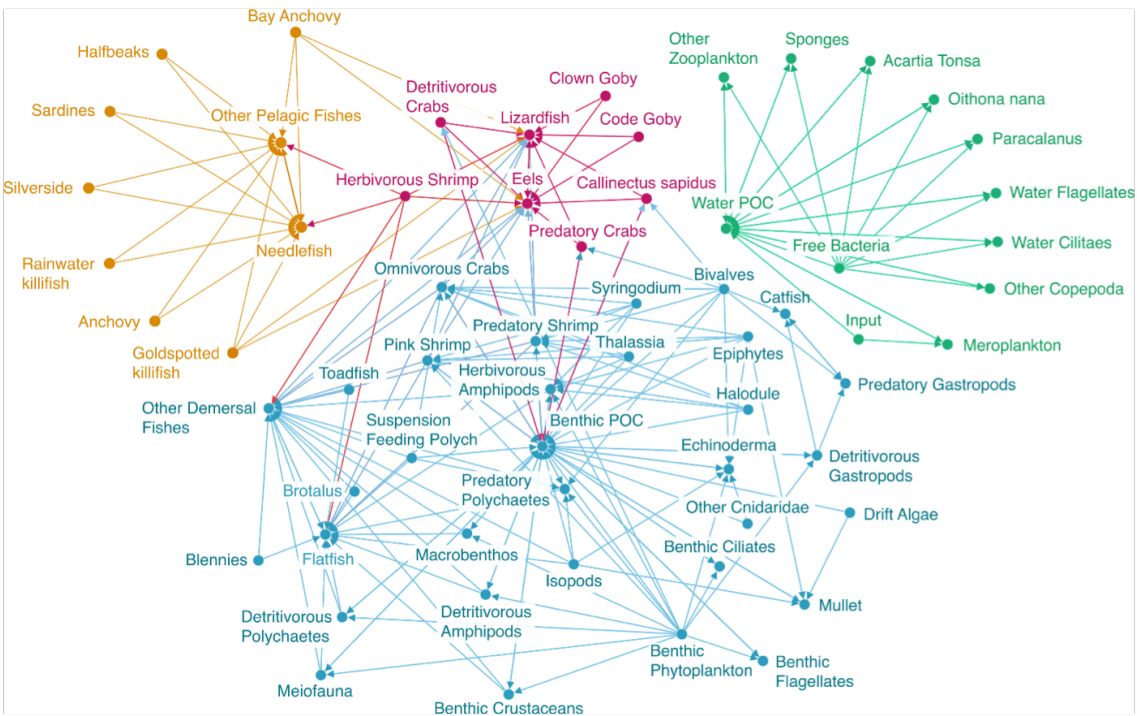 Bay Anchovy
Halfbeaks
Other
Zooplankton
Sponges
Acartia Tonsa
Clown Goby
Detritivorous
Crabs
Oithona nana
Sardines
Other Pelagic Fishes
Lizardfish
Code Goby
Paracalanus
Silverside
Herbivorous Shrimp
Eels
Callinectus sapidus
Water POC
Water Flagellates
Predatory Crabs
Free Bacteria
Water Cilitaes
Needlefish
Rainwater
killifish
Omnivorous Crabs
Syringodium
Bivalves
Catfish
Other Copepoda
Anchovy
Predatory Shrimp
Input
Goldspotted
killifish
Pink Shrimp
Thalassia
Epiphytes
Meroplankton
Toadfish
Herbivorous
Amphipods
Halodule
Predatory Gastropods
Other Demersal
Fishes
Suspension
Feeding Polych
Benthic POC
Echinoderma
Detritivorous
Gastropods
Brotalus
Predatory
Polychaetes
Other Cnidaridae
Drift Algae
Blennies
Flatfish
Macrobenthos
Isopods
Benthic Ciliates
Detritivorous
Polychaetes
Detritivorous
Amphipods
Mullet
Benthic
Phytoplankton
Benthic
Flagellates
Meiofauna
Benthic Crustaceans